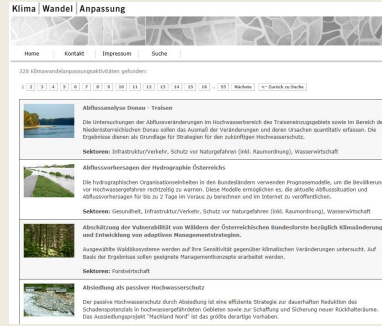 Klima | Wandel | Anpassung
Home Kontakt Impressum Suche
328 Klimawandelanpassungsaktivitäten gefunden:
1 2 3 4 5 6 7 8 9 10 11 12 13 14 15 16 .. 33 Nächste <- Zurück zu Suche
Abflussanalyse Donau - Traisen
Die Untersuchungen der Abflussveränderungen im Hochwasserbereich des Traiseneinzugsgebiets sowie im Bereich de
Niederösterreichischen Donau sollen das Ausmaß der Veränderungen und deren Ursachen quantitativ erfassen. Die
Ergebnisse dienen als Grundlage für Strategien für den zukünftigen Hochwasserschutz.
Sektoren: Infrastruktur/Verkehr, Schutz vor Naturgefahren (inkl. Raumordnung), Wasserwirtschaft
Abflussvorhersagen der Hydrographie Österreichs
Die hydrographischen Organisationseinheiten in den Bundesländern verwenden Prognosemodelle, um die Bevölkerun
vor Hochwassergefahr rechtzeitig zu warnen. Diese Modelle ermöglichen es, die aktuelle Abflusssituation und
Abflussvorhersagen für bis zu 2 Tage im Voraus zu berechnen und im Internet zu veröffentlichen.
Sektoren: Gesundheit, Infrastruktur/Verkehr, Schutz vor Naturgefahren (inkl. Raumordnung), Wasserwirtschaft
Abschätzung der Vulnerabilität von Wäldern der Österreichischen Bundesforste bezüglich Klimaänderung
und Entwicklung von adaptiven Managementstrategien.
Ausgewählte Waldökosysteme werden auf ihre Sensitivität gegenüber klimatischen Veränderungen untersucht. Auf
Basis der Ergebnisse sollen geeignete Managementkonzepte erarbeitet werden.
Sektoren: Forstwirtschaft
Absiedlung als passiver Hochwasserschutz
Der passive Hochwasserschutz durch Absiedlung ist eine effiziente Strategie zur dauerhaften Reduktion des
Schadenspotenzials in hochwassergefährdeten Gebieten sowie zur Schaffung und Sicherung neuer Rückhalteräume.
Das Aussiedlungsprojekt "Machland Nord" ist das größte derartige Vorhaben.